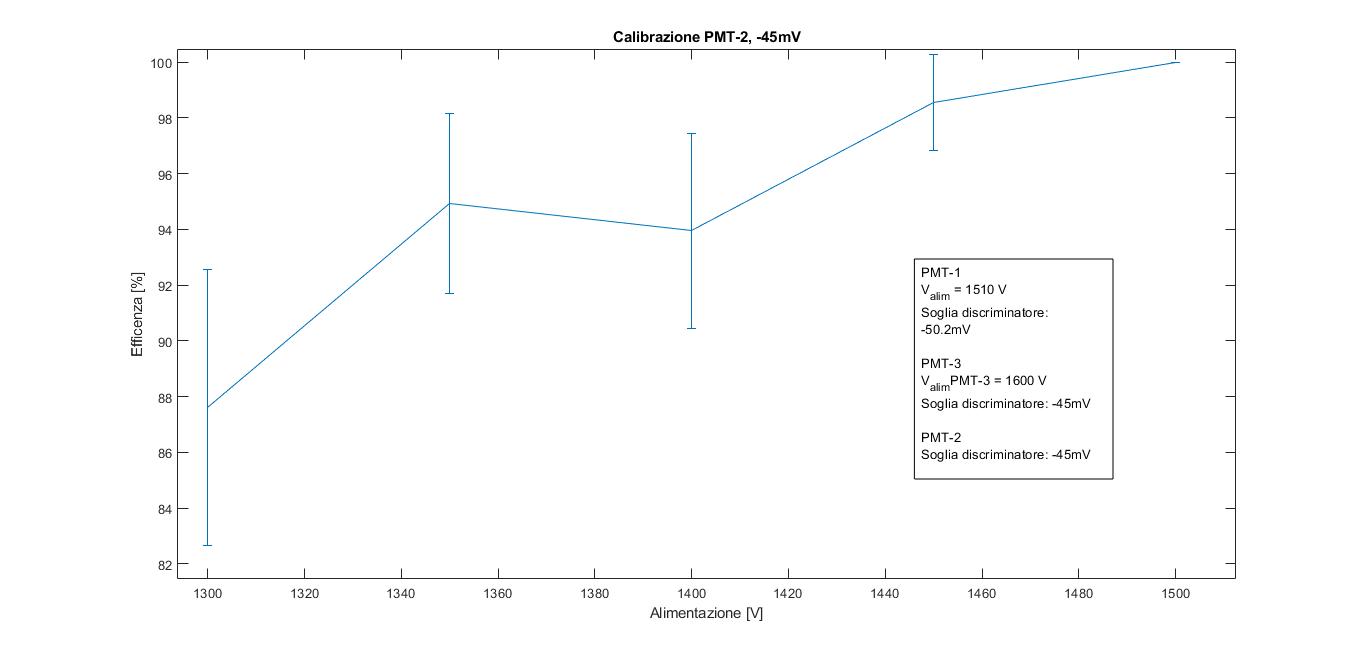 Calibrazione PMT-2, -45mV
100
98
96
94
92
90
88
86
84
82
Efficenza [%]
PMT-1
Valim = 1510 V
Soglia discriminatore:
-50.2mV
PMT-3
ValimPMT-3 = 1600 V
Soglia discriminatore: -45mV
PMT-2
Soglia discriminatore: -45mV
1300 1320 1340 1360 1380 1400 1420 1440 1460 1480 1500
Alimentazione [V]